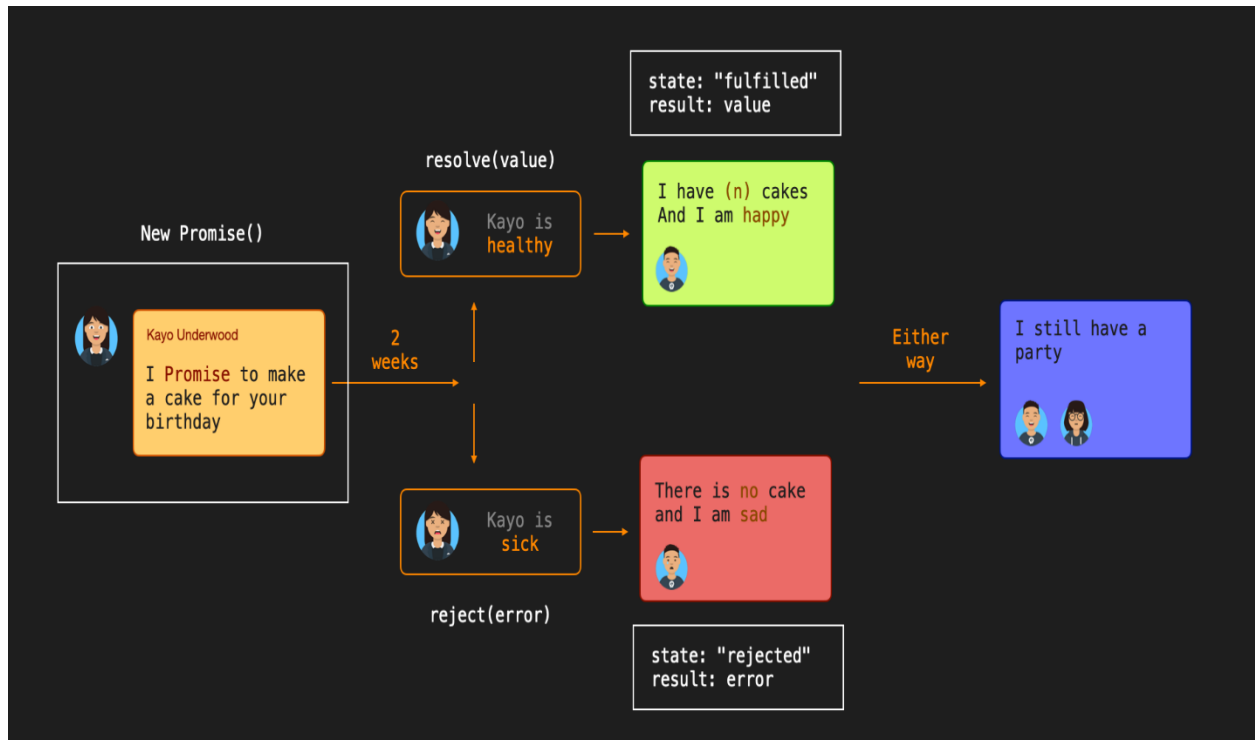 New Promise()
Kayo Underwood
I Promise to make
a cake for your
birthday
2
weeks
resolve(value)
Kayo is
healthy
state: "fulfilled"
result: value
I have (n) cakes
And I am happy
Kayo is
sick
reject(error)
There is no cake
and I am sad
state: "rejected"
result: error
Either
way
I still have a
party